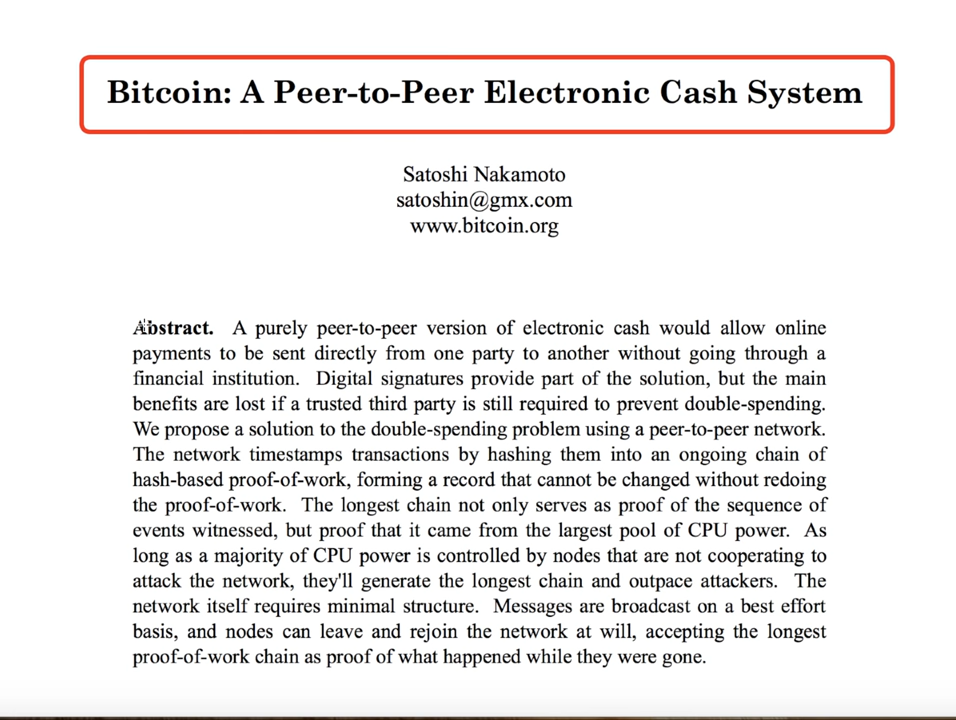 Bitcoin: A Peer-to-Peer Electronic Cash System
Satoshi Nakamoto
satoshin@gmx.com
www.bitcoin.org
Abstract. A purely peer-to-peer version of electronic cash would allow online
payments to be sent directly from one party to another without going through a
financial institution. Digital signatures provide part of the solution, but the main
benefits are lost if a trusted third party is still required to prevent double-spending.
We propose a solution to the double-spending problem using a peer-to-peer network.
The network timestamps transactions by hashing them into an ongoing chain of
hash-based proof-of-work, forming a record that cannot be changed without redoing
the proof-of-work. The longest chain not only serves as proof of the sequence of
events witnessed, but proof that it came from the largest pool of CPU power. As
long as a majority of CPU power is controlled by nodes that are not cooperating to
attack the network, they'll generate the longest chain and outpace attackers. The
network itself requires minimal structure. Messages are broadcast on a best effort
basis, and nodes can leave and rejoin the network at will, accepting the longest
proof-of-work chain as proof of what happened while they were gone.